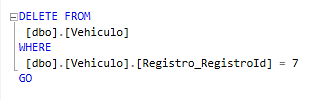 DELETE FROM
[dbo].[Vehiculo]
WHERE
[dbo].[Vehiculo].[Registro_RegistroId] = 7
GO